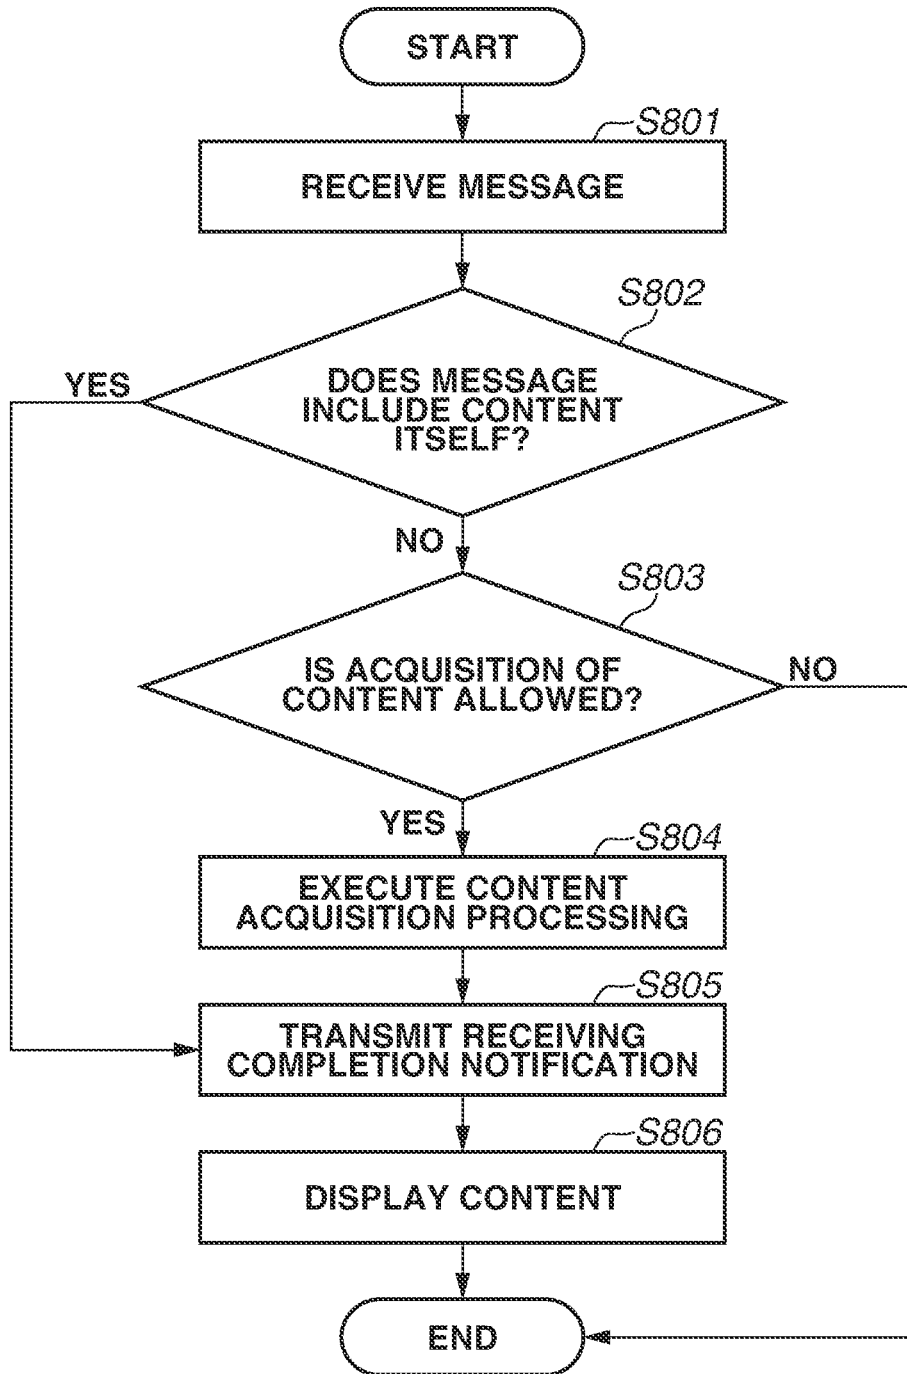 START
S801
RECEIVE MESSAGE
S802
YES
DOES MESSAGE
INCLUDE CONTENT
ITSELF?
NO
S803
IS ACQUISITION OF
CONTENT ALLOWED?
NO
YES
S804
EXECUTE CONTENT
ACQUISITION PROCESSING
S805
TRANSMIT RECEIVING
COMPLETION NOTIFICATION
S806
DISPLAY CONTENT
END